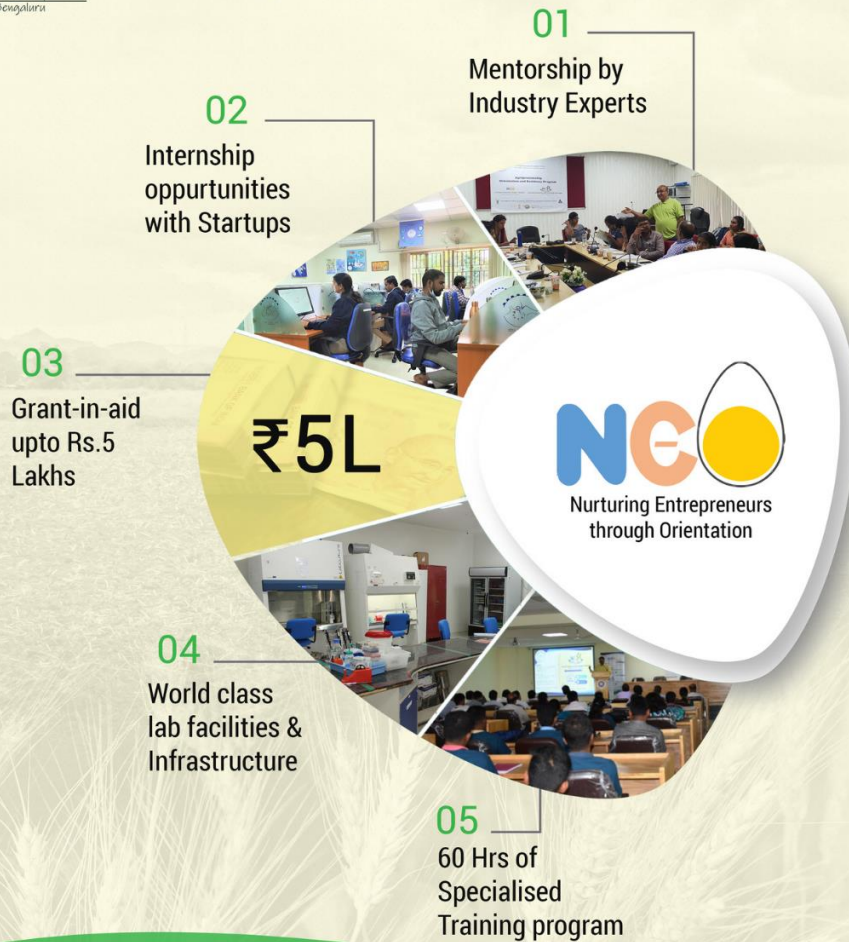 Bengaluru
01
Mentorship by
Industry Experts
02
Internship
oppurtunities
with Startups
03
Grant-in-aid
upto Rs.5
Lakhs
₹5L
NEO
Nurturing Entrepreneurs
through Orientation
04
World class
lab facilities &
Infrastructure
05
60 Hrs of
Specialised
Training program